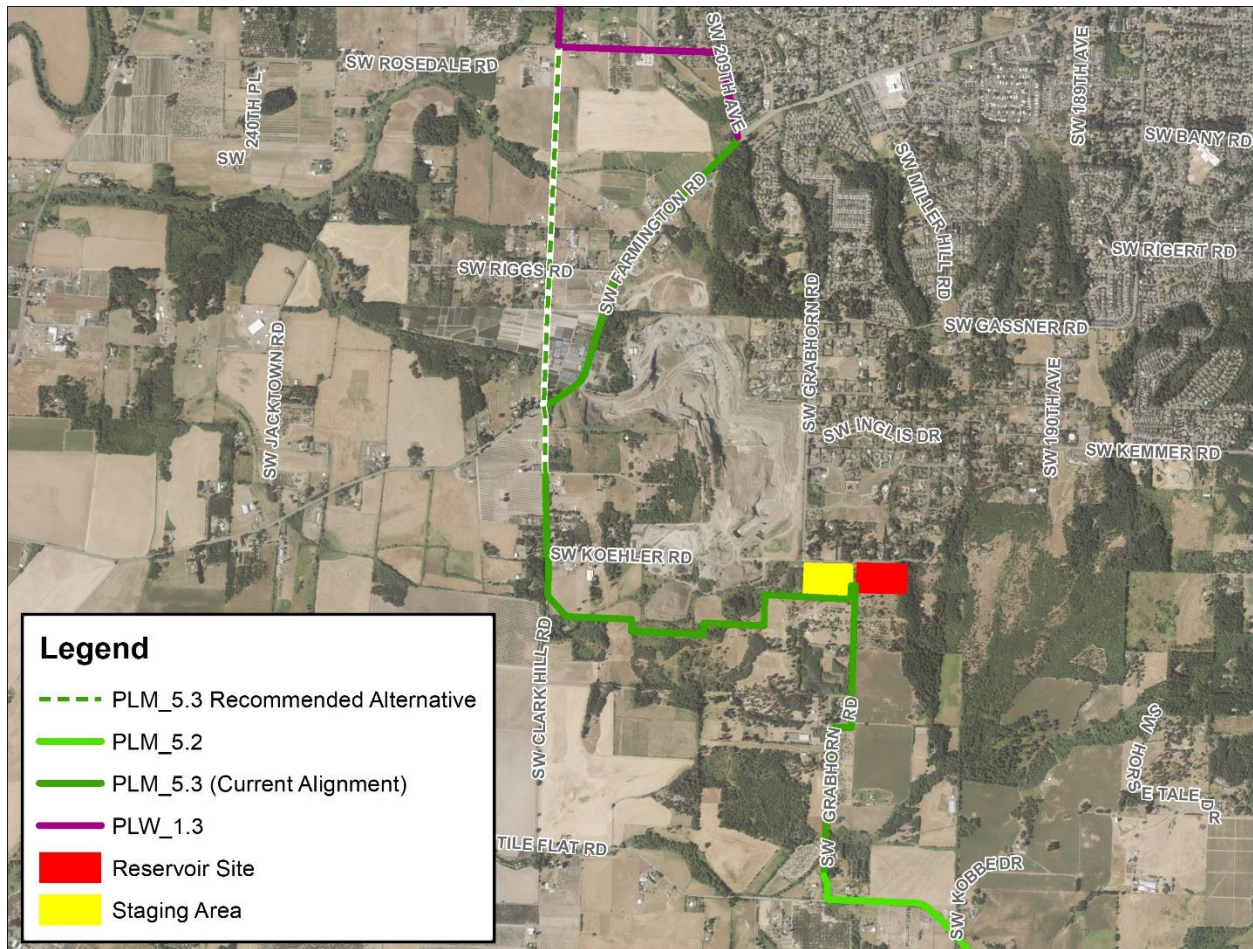 SW ROSEDALE RD
SW 240TH PL
SW 209TH AVE
SW 189TH AVE
SW BANY RD
SW MILLER HILL RD
SW FARMINGTON RD
SW RIGERT RD
SW RIGGS RD
SW GRABHORN RD
SW GASSNER RD
SW JACKTOWN RD
SW INGLIS DR
SW 190TH AVE
SW KEMMER RD
SW KOEHLER RD
SW CLARK HILL RD
SW GRABHORN RD
SW HORSE TALE DR
TILE FLAT RD
SW KOBBE DR
Legend
PLM_5.3 Recommended Alternative
PLM_5.2
PLM_5.3 (Current Alignment)
PLW_1.3
Reservoir Site
Staging Area